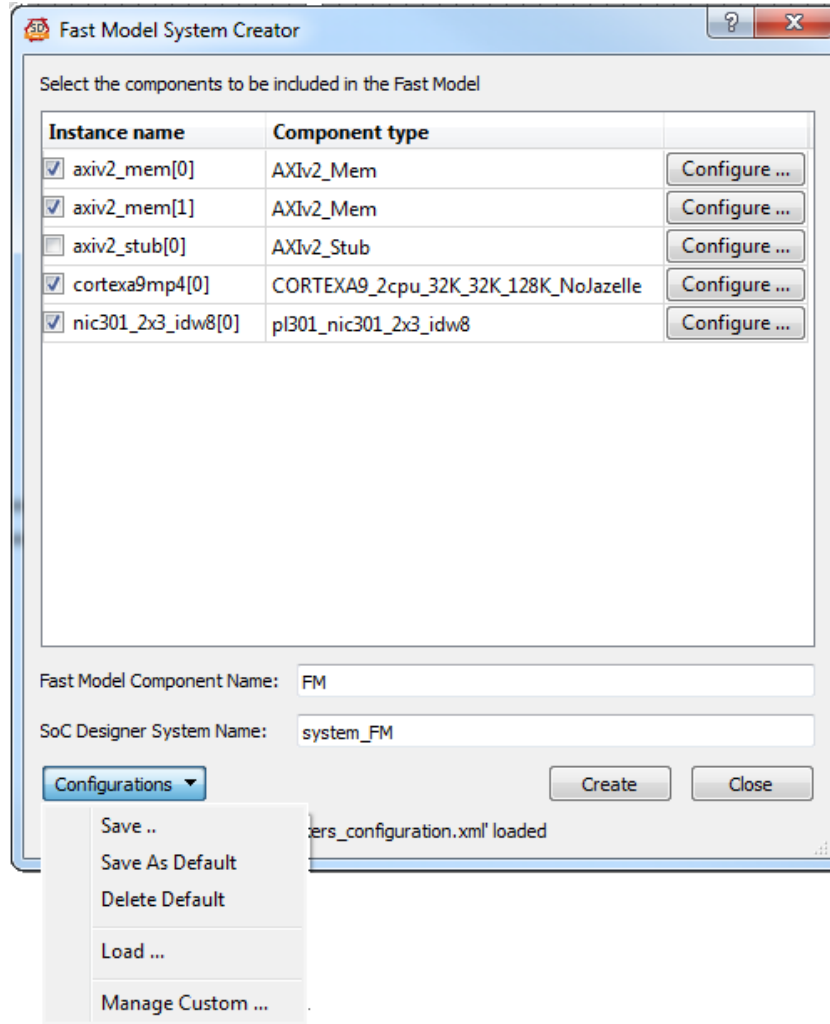 Fast Model System Creator
Select the components to be included in the Fast Model
Instance name Component type
axiv2_mem[0] AXIv2_Mem Configure ...
axiv2_mem[1] AXIv2_Mem Configure ...
axiv2_stub[0] AXIv2_Stub Configure ...
cortexa9mp4[0] CORTEXA9_2cpu_32K_32K_128K_NoJazelle Configure ...
nic301_2x3_idw8[0] pl301_nic301_2x3_idw8 Configure ...
Fast Model Component Name: FM
SoC Designer System Name: system_FM
Configurations Create Close
Save ..
ers_configuration.xml' loaded
Save As Default
Delete Default
Load ...
Manage Custom ...